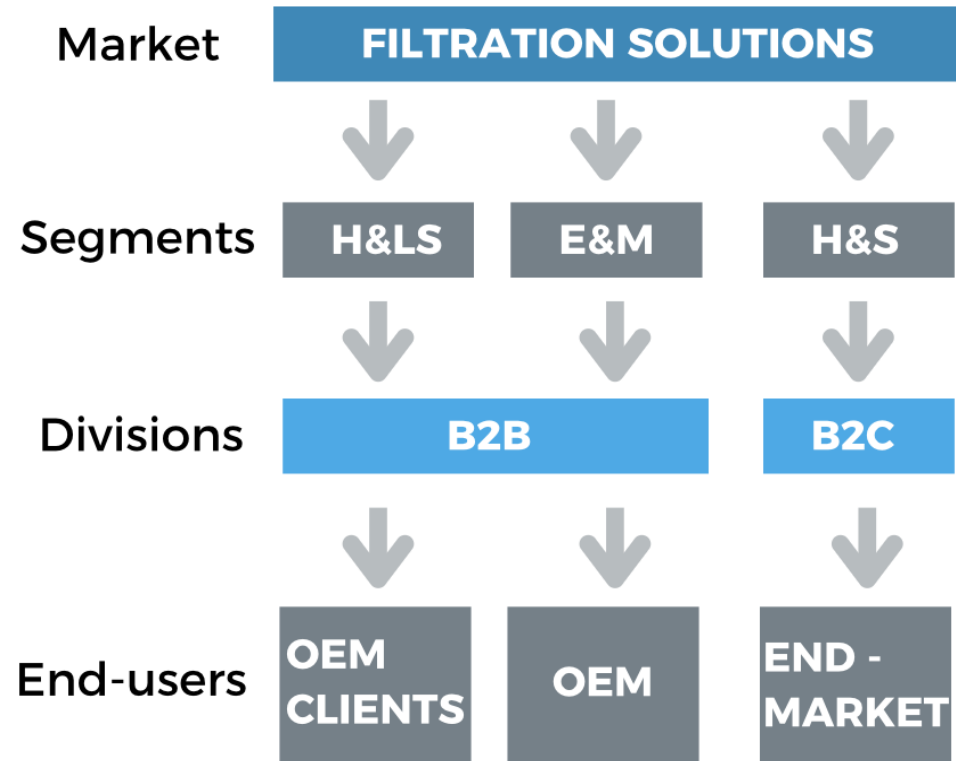 Market
FILTRATION SOLUTIONS
Segments
H&LS
E&M
H&S
Divisions
B2B
B2C
End-users
OEM
CLIENTS
OEM
END -
MARKET